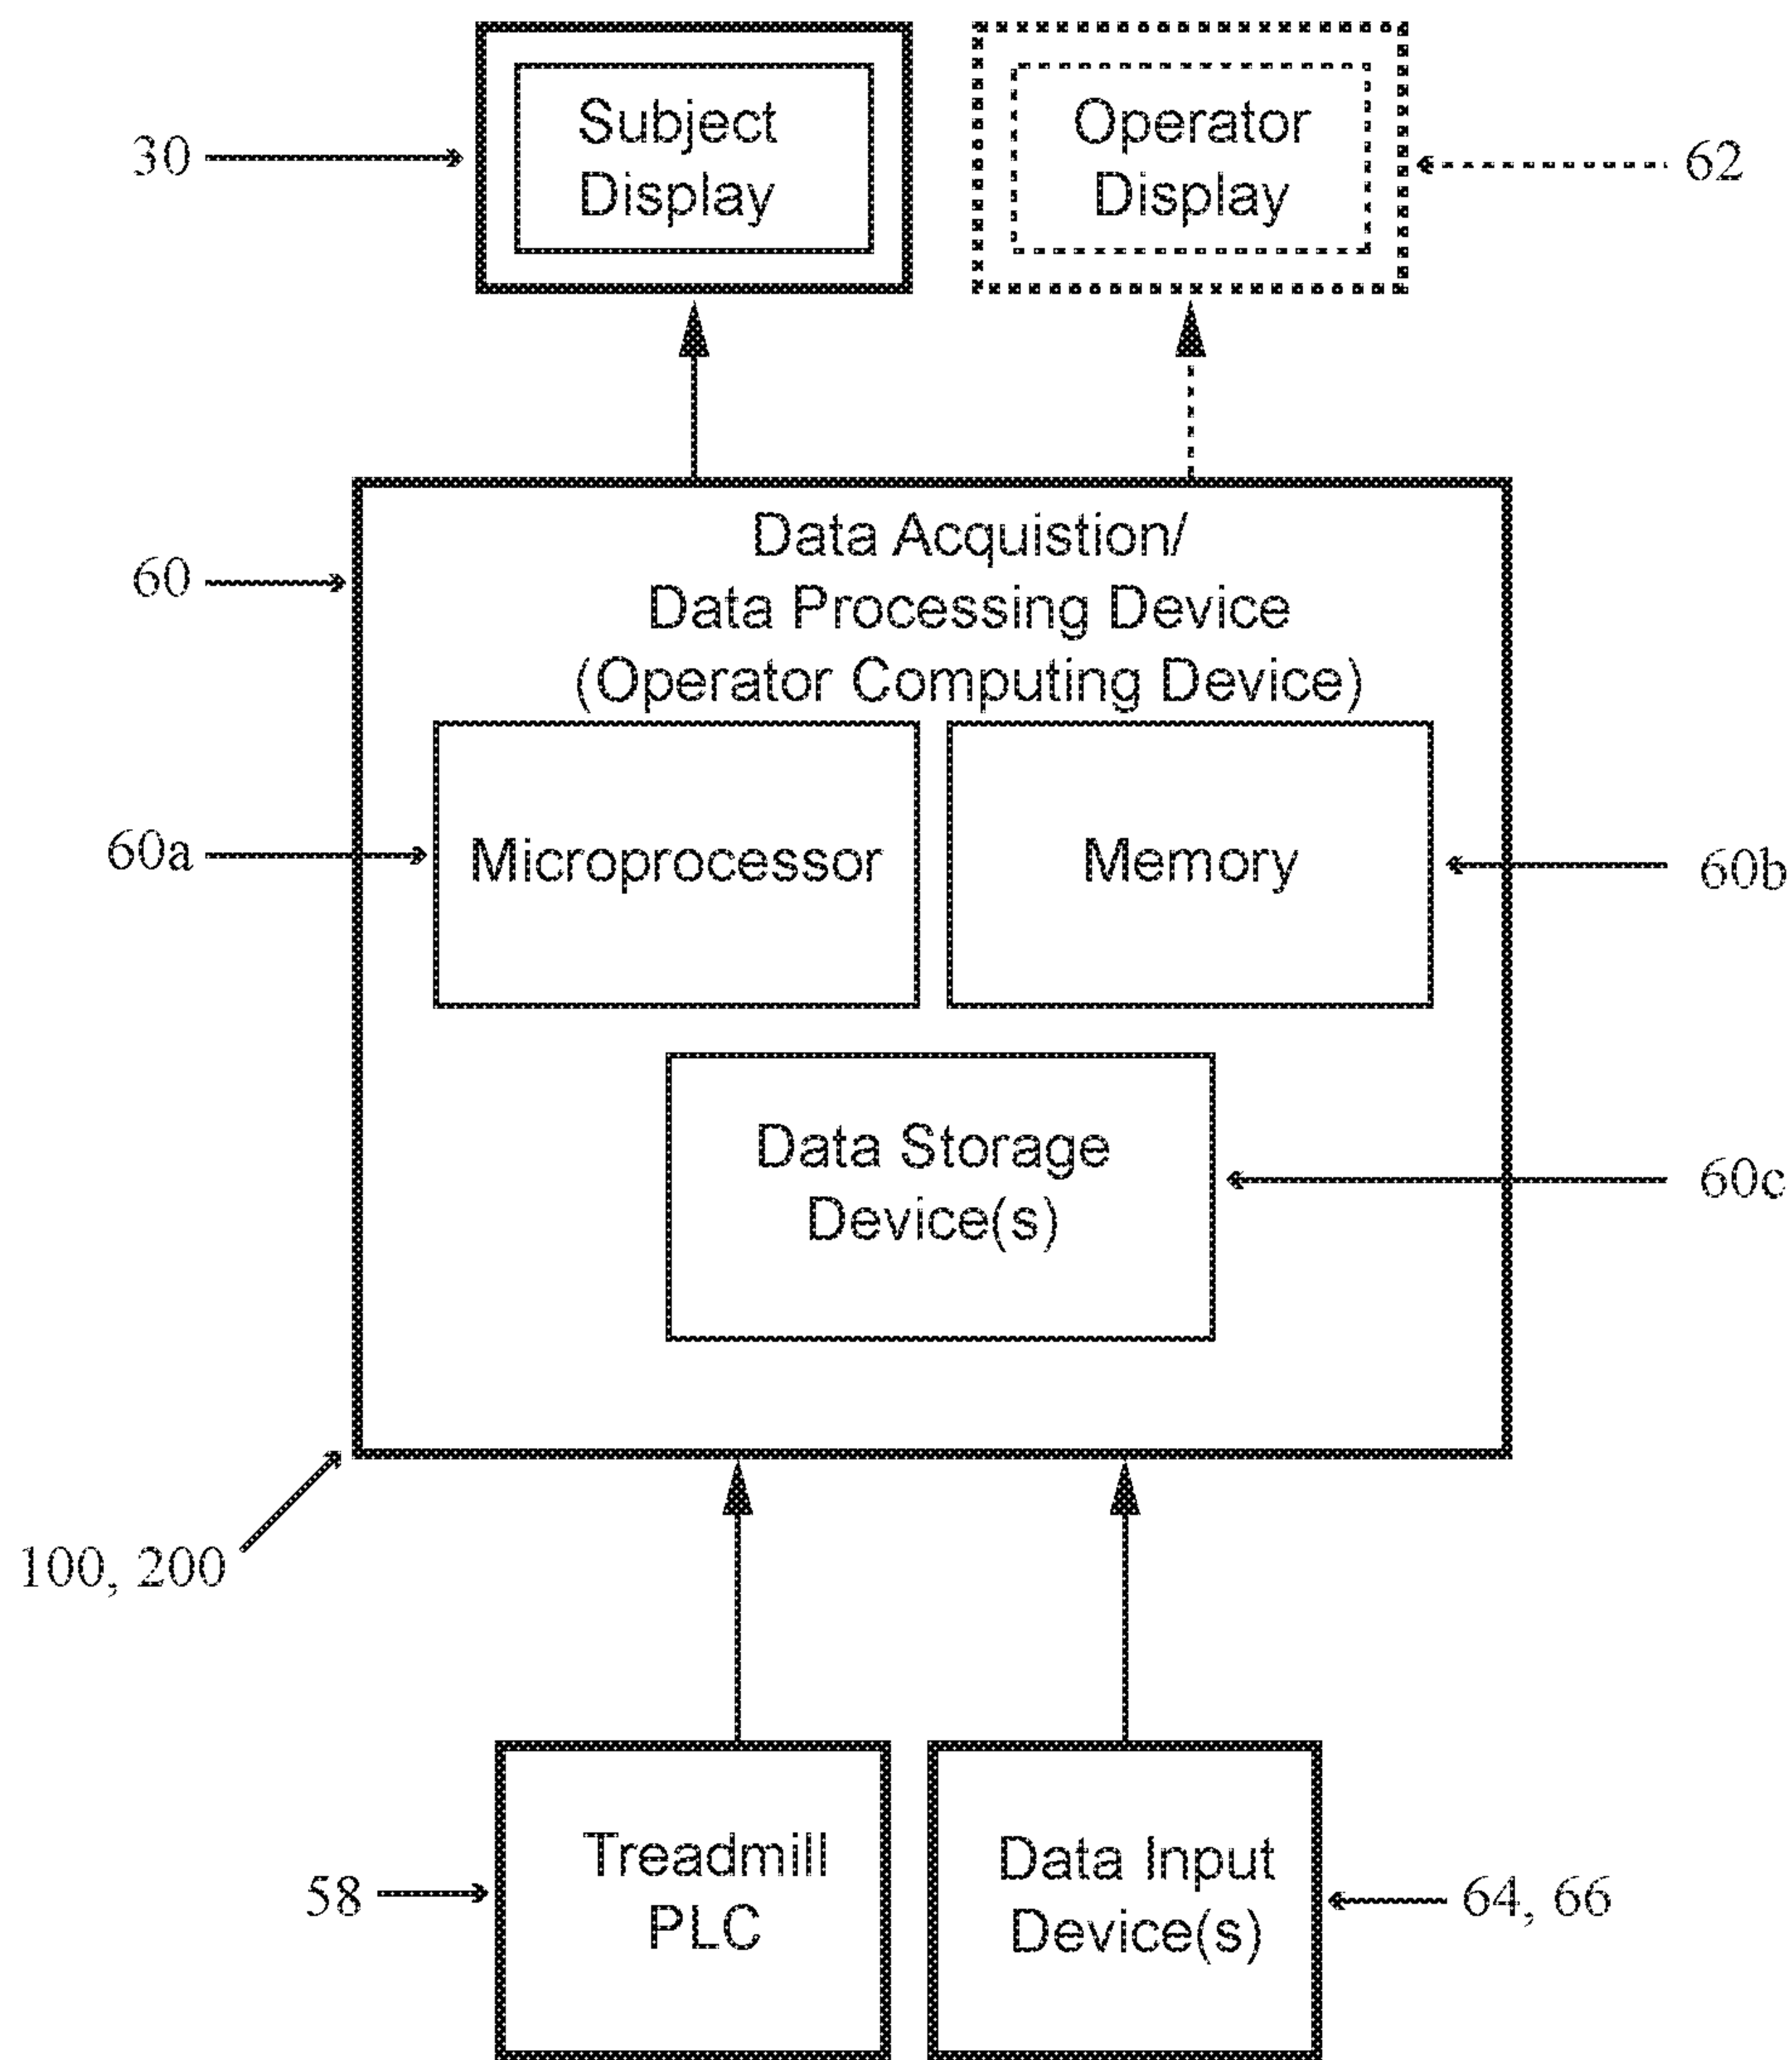 Subject
Display
Operator
Display
30
62
Data Acquistion/
Data Processing Device
(Operator Computing Device)
60
Microprocessor
Memory
60a
60b
Data Storage
Device(s)
60c
100, 200
Treadmill
PLC
Data Input
Device(s)
58
64, 66